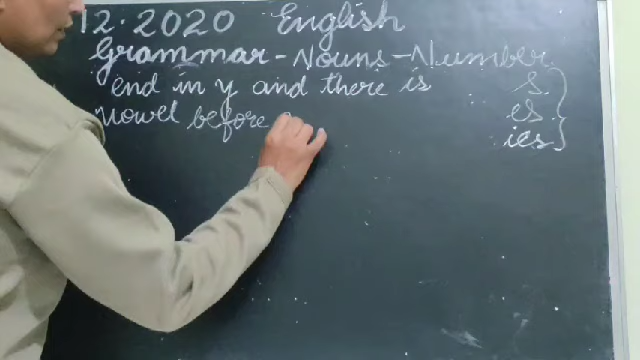 12.2020 English
Grammar - Nouns - Number
end in y and there is s
vowel before es
ies